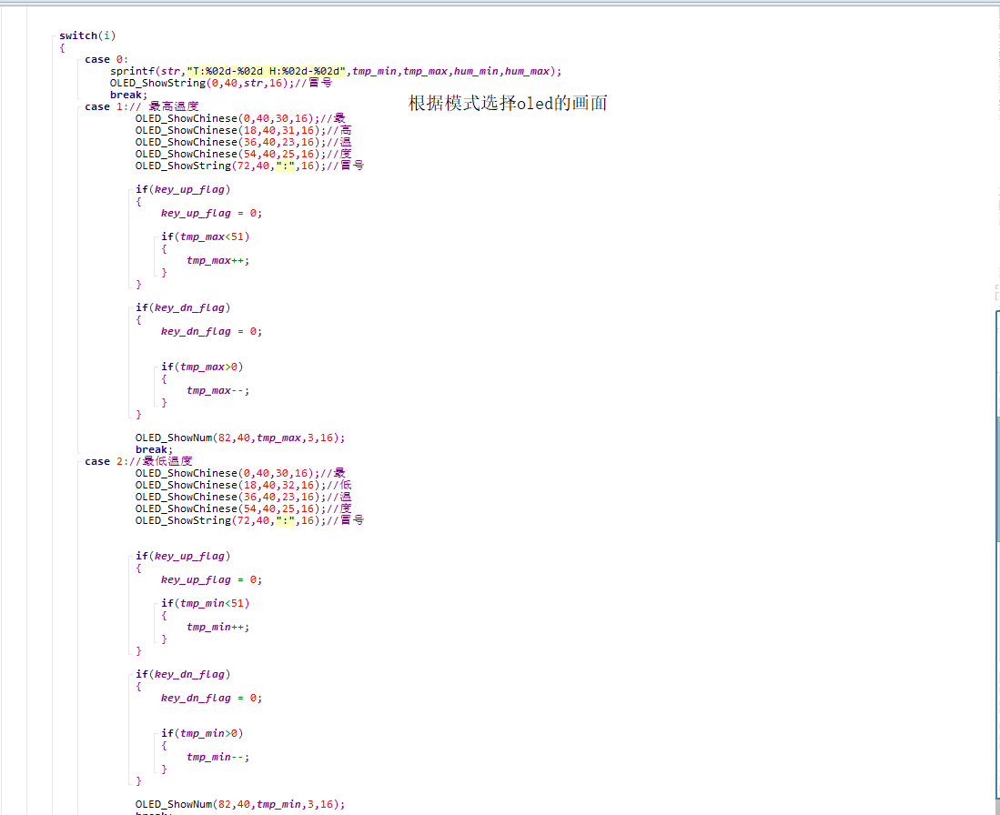 switch(i)
{
case 0:
sprintf(str,"T:%02d-%02d H:%02d-%02d",tmp_min,tmp_max,hum_min,hum_max);
OLED_ShowString(0,40,str,16);//冒号
break;
根据模式选择oled的画面
case 1:// 最高温度
OLED_ShowChinese(0,40,30,16);//最
OLED_ShowChinese(18,40,31,16);//高
OLED_ShowChinese(36,40,23,16);//温
OLED_ShowChinese(54,40,25,16);//度
OLED_ShowString(72,40,":",16);//冒号
if(key_up_flag)
{
key_up_flag = 0;
if(tmp_max<51)
{
tmp_max++;
}
}
if(key_dn_flag)
{
key_dn_flag = 0;
if(tmp_max>0)
{
tmp_max--;
}
}
OLED_ShowNum(82,40,tmp_max,3,16);
break;
case 2://最低温度
OLED_ShowChinese(0,40,30,16);//最
OLED_ShowChinese(18,40,32,16);//低
OLED_ShowChinese(36,40,23,16);//温
OLED_ShowChinese(54,40,25,16);//度
OLED_ShowString(72,40,":",16);//冒号
if(key_up_flag)
{
key_up_flag = 0;
if(tmp_min<51)
{
tmp_min++;
}
}
if(key_dn_flag)
{
key_dn_flag = 0;
if(tmp_min>0)
{
tmp_min--;
}
}
OLED_ShowNum(82,40,tmp_min,3,16);